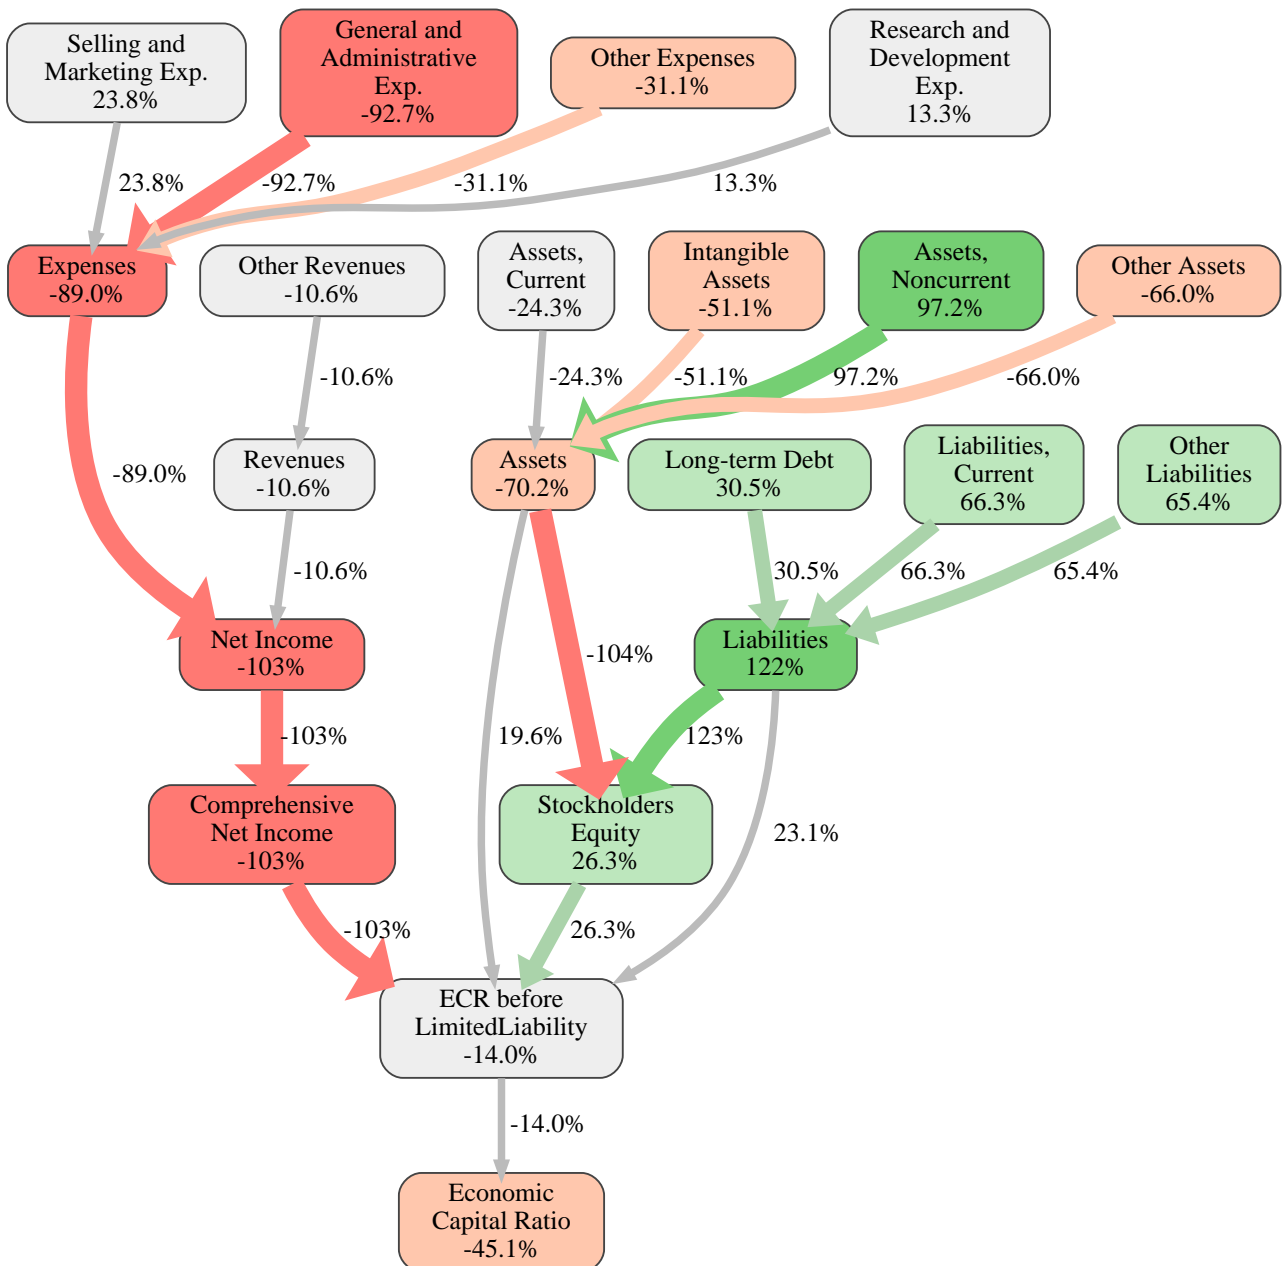 Selling and
Marketing Exp.
23.8%
General and
Administrative
Exp.
-92.7%
Other Expenses
-31.1%
Research and
Development
Exp.
13.3%
23.8%
-92.7%
-31.1%
13.3%
Expenses
-89.0%
Other Revenues
-10.6%
Assets,
Current
-24.3%
Intangible
Assets
-51.1%
Assets,
Noncurrent
97.2%
Other Assets
-66.0%
-10.6%
-24.3%
-51.1%
97.2%
-66.0%
-89.0%
Revenues
-10.6%
Assets
-70.2%
Long-term Debt
30.5%
Liabilities,
Current
66.3%
Other
Liabilities
65.4%
-10.6%
30.5%
66.3%
65.4%
Net Income
-103%
-104%
Liabilities
122%
-103%
19.6%
123%
23.1%
Comprehensive
Net Income
-103%
Stockholders
Equity
26.3%
-103%
26.3%
ECR before
LimitedLiability
-14.0%
-14.0%
Economic
Capital Ratio
-45.1%